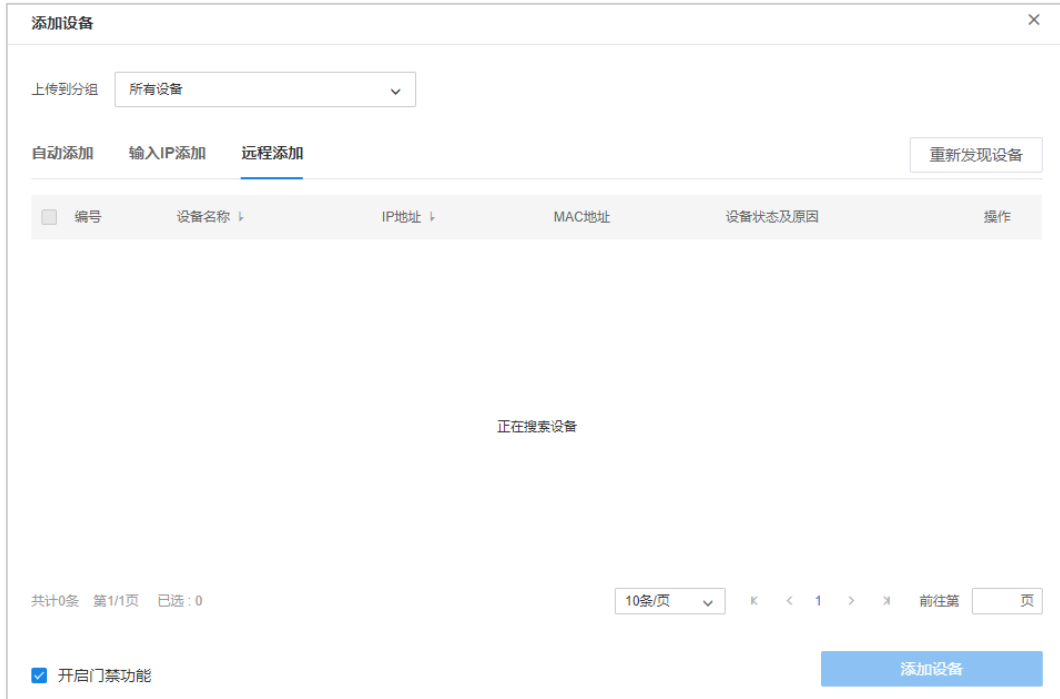 添加设备
上传到分组 所有设备
自动添加 输入IP添加 远程添加 重新发现设备
编号 设备名称 IP地址 MAC地址 设备状态及原因 操作
正在搜索设备
共计0条 第1/1页 已选 : 0 10条/页 1 前往第 页
开启门禁功能 添加设备